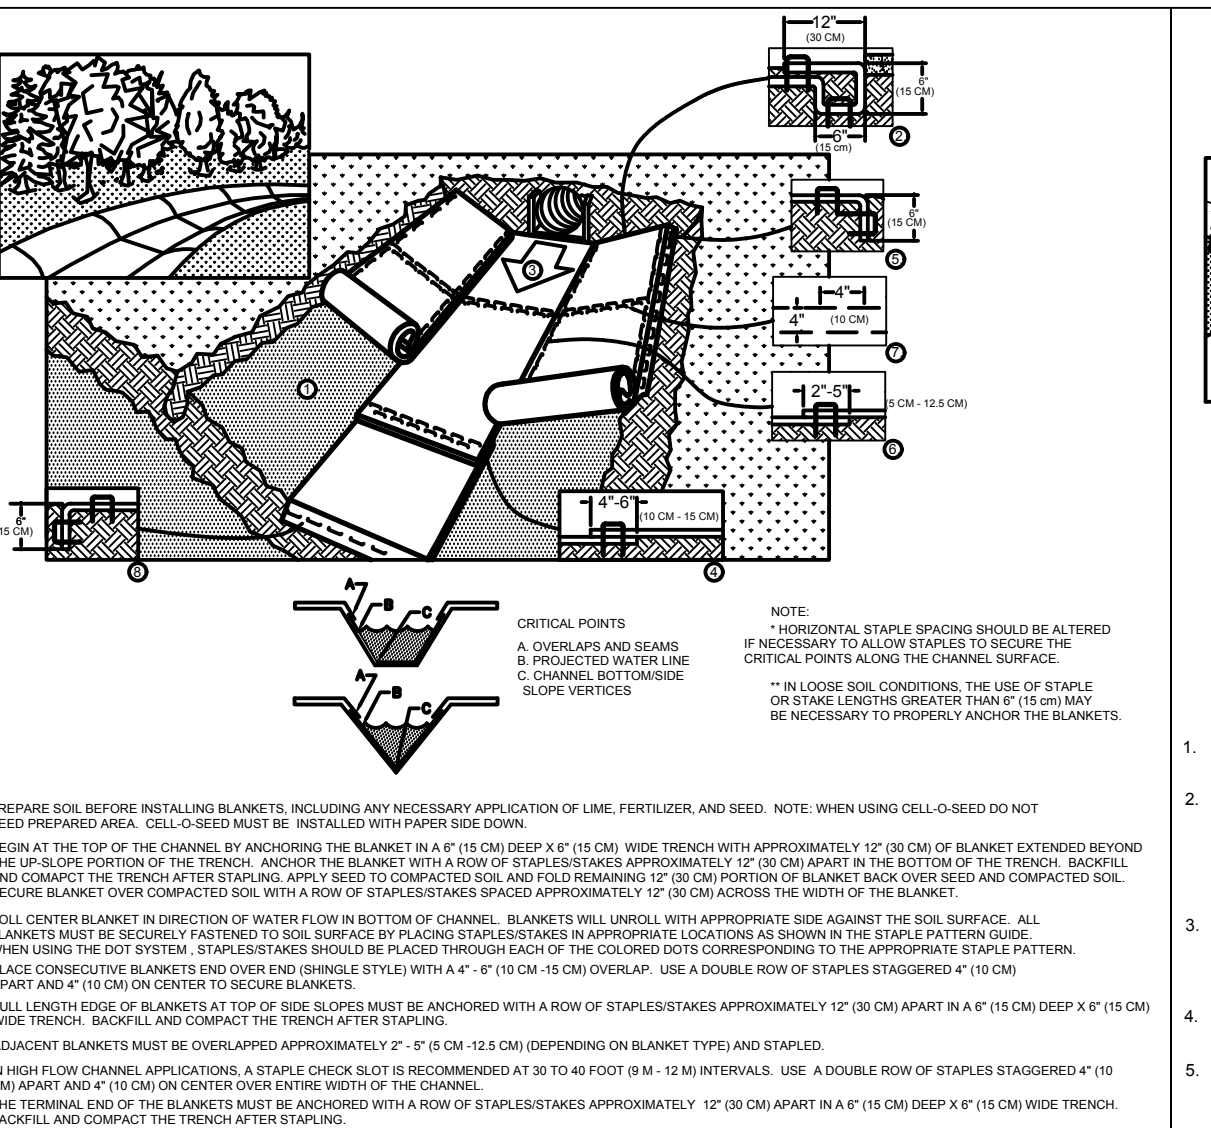 12"
(30 CM)
6"
(15 CM)
6"
(15 cm)
2
6"
(15 CM)
5
3
4"
4"
(10 CM)
7
1
2"-5"
(5 CM - 12.5 CM)
6
4"-6"
(10 CM - 15 CM)
4
6"
15 CM)
8
A
B
C
A
B
C
CRITICAL POINTS
A. OVERLAPS AND SEAMS
B. PROJECTED WATER LINE
C. CHANNEL BOTTOM/SIDE
SLOPE VERTICES
NOTE:
* HORIZONTAL STAPLE SPACING SHOULD BE ALTERED
IF NECESSARY TO ALLOW STAPLES TO SECURE THE
CRITICAL POINTS ALONG THE CHANNEL SURFACE.
** IN LOOSE SOIL CONDITIONS, THE USE OF STAPLE
OR STAKE LENGTHS GREATER THAN 6" (15 cm) MAY
BE NECESSARY TO PROPERLY ANCHOR THE BLANKETS.
REPARE SOIL BEFORE INSTALLING BLANKETS, INCLUDING ANY NECESSARY APPLICATION OF LIME, FERTILIZER, AND SEED. NOTE: WHEN USING CELL-O-SEED DO NOT
EED PREPARED AREA. CELL-O-SEED MUST BE INSTALLED WITH PAPER SIDE DOWN.
EGIN AT THE TOP OF THE CHANNEL BY ANCHORING THE BLANKET IN A 6" (15 CM) DEEP X 6" (15 CM) WIDE TRENCH WITH APPROXIMATELY 12" (30 CM) OF BLANKET EXTENDED BEYOND
HE UP-SLOPE PORTION OF THE TRENCH. ANCHOR THE BLANKET WITH A ROW OF STAPLES/STAKES APPROXIMATELY 12" (30 CM) APART IN THE BOTTOM OF THE TRENCH. BACKFILL
ND COMAPCT THE TRENCH AFTER STAPLING. APPLY SEED TO COMPACTED SOIL AND FOLD REMAINING 12" (30 CM) PORTION OF BLANKET BACK OVER SEED AND COMPACTED SOIL.
ECURE BLANKET OVER COMPACTED SOIL WITH A ROW OF STAPLES/STAKES SPACED APPROXIMATELY 12" (30 CM) ACROSS THE WIDTH OF THE BLANKET.
OLL CENTER BLANKET IN DIRECTION OF WATER FLOW IN BOTTOM OF CHANNEL. BLANKETS WILL UNROLL WITH APPROPRIATE SIDE AGAINST THE SOIL SURFACE. ALL
LANKETS MUST BE SECURELY FASTENED TO SOIL SURFACE BY PLACING STAPLES/STAKES IN APPROPRIATE LOCATIONS AS SHOWN IN THE STAPLE PATTERN GUIDE.
WHEN USING THE DOT SYSTEM , STAPLES/STAKES SHOULD BE PLACED THROUGH EACH OF THE COLORED DOTS CORRESPONDING TO THE APPROPRIATE STAPLE PATTERN.
LACE CONSECUTIVE BLANKETS END OVER END (SHINGLE STYLE) WITH A 4" - 6" (10 CM -15 CM) OVERLAP. USE A DOUBLE ROW OF STAPLES STAGGERED 4" (10 CM)
PART AND 4" (10 CM) ON CENTER TO SECURE BLANKETS.
ULL LENGTH EDGE OF BLANKETS AT TOP OF SIDE SLOPES MUST BE ANCHORED WITH A ROW OF STAPLES/STAKES APPROXIMATELY 12" (30 CM) APART IN A 6" (15 CM) DEEP X 6" (15 CM)
WIDE TRENCH. BACKFILL AND COMPACT THE TRENCH AFTER STAPLING.
DJACENT BLANKETS MUST BE OVERLAPPED APPROXIMATELY 2" - 5" (5 CM -12.5 CM) (DEPENDING ON BLANKET TYPE) AND STAPLED.
N HIGH FLOW CHANNEL APPLICATIONS, A STAPLE CHECK SLOT IS RECOMMENDED AT 30 TO 40 FOOT (9 M - 12 M) INTERVALS. USE A DOUBLE ROW OF STAPLES STAGGERED 4" (10
M) APART AND 4" (10 CM) ON CENTER OVER ENTIRE WIDTH OF THE CHANNEL.
HE TERMINAL END OF THE BLANKETS MUST BE ANCHORED WITH A ROW OF STAPLES/STAKES APPROXIMATELY 12" (30 CM) APART IN A 6" (15 CM) DEEP X 6" (15 CM) WIDE TRENCH.
ACKFILL AND COMPACT THE TRENCH AFTER STAPLING.
1.
2.
3.
4.
5.